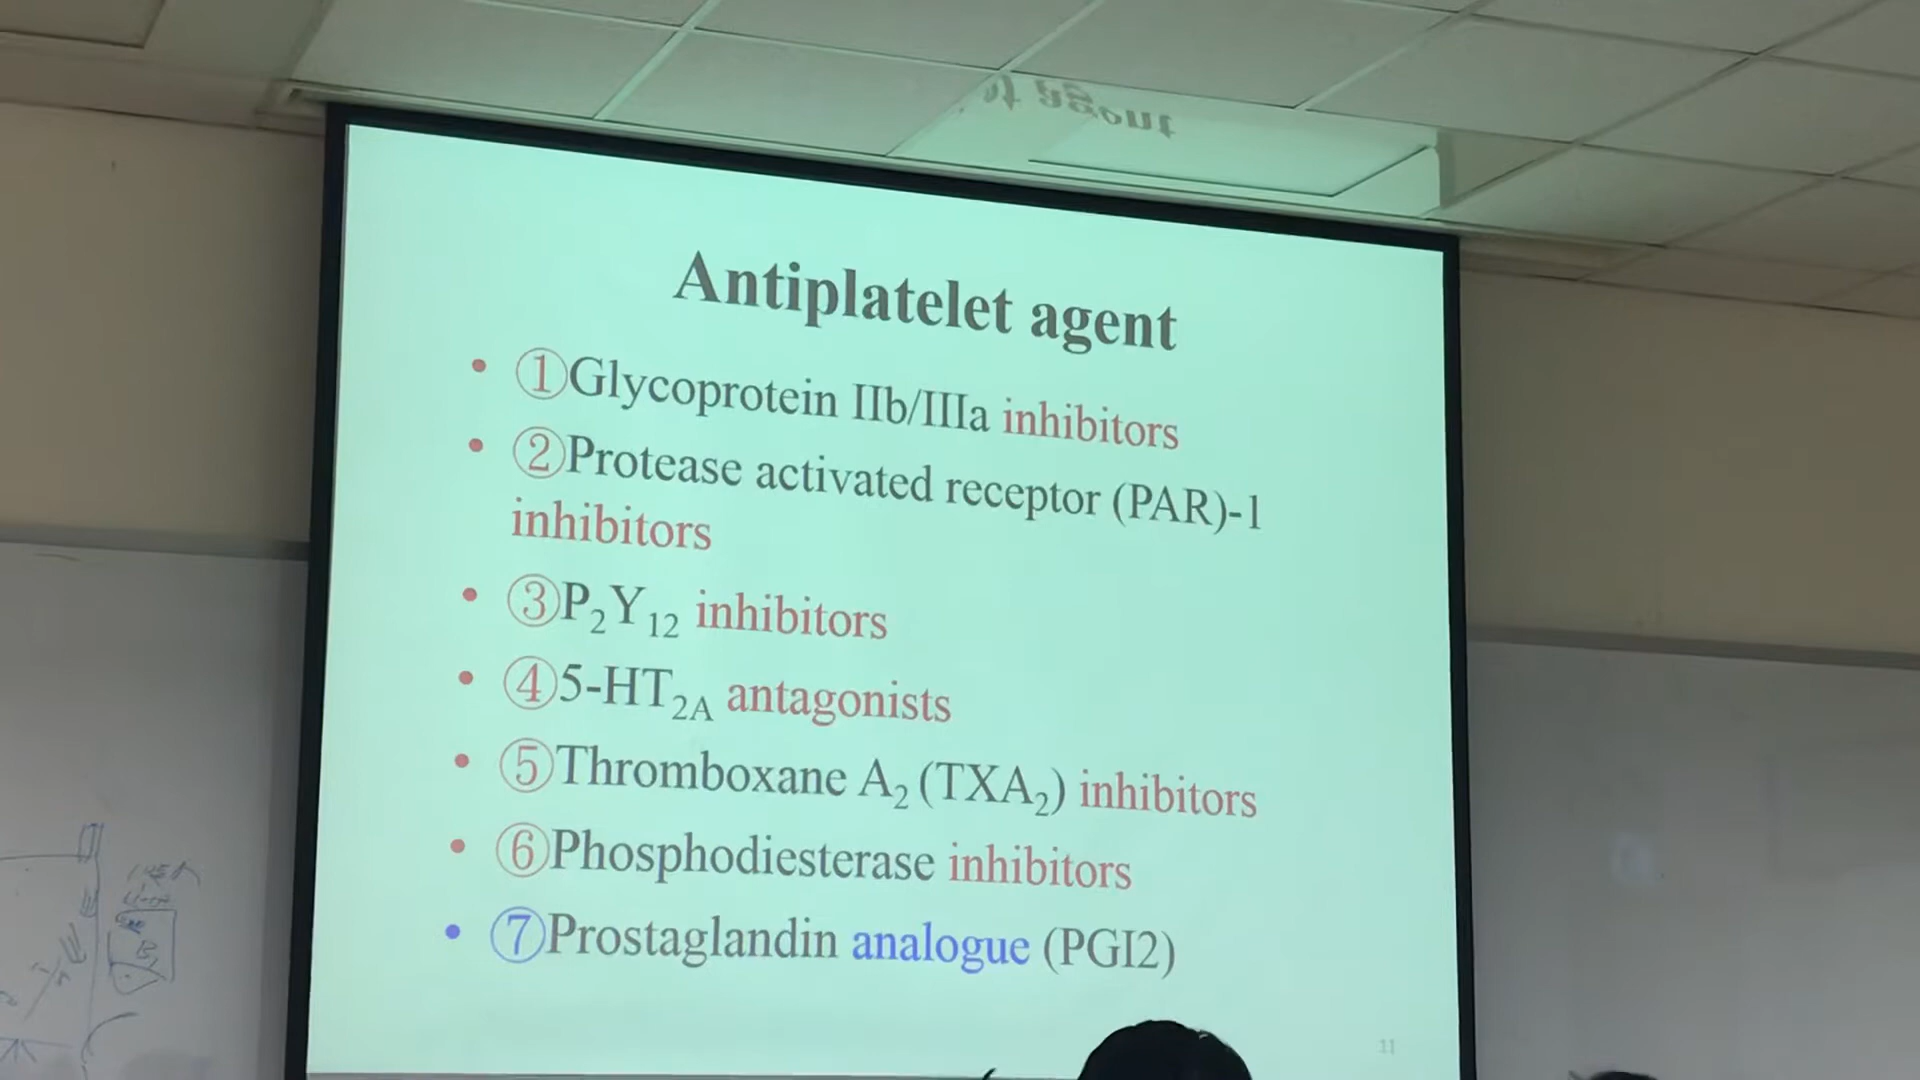 Antiplatelet agent
• ①Glycoprotein IIb/IIIa inhibitors
• ②Protease activated receptor (PAR)-1
inhibitors
• ③P₂Y₁₂ inhibitors
• ④5-HT₂A antagonists
• ⑤Thromboxane A₂ (TXA₂) inhibitors
• ⑥Phosphodiesterase inhibitors
• ⑦Prostaglandin analogue (PGI2)
11